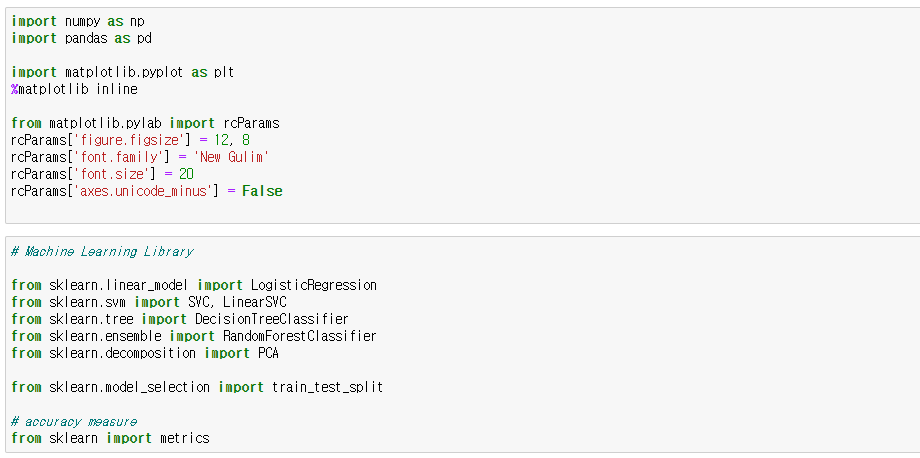 import numpy as np
import pandas as pd
import matplotlib.pyplot as plt
%matplotlib inline
from matplotlib.pylab import rcParams
rcParams['figure.figsize'] = 12, 8
rcParams['font.family'] = 'New Gulim'
rcParams['font.size'] = 20
rcParams['axes.unicode_minus'] = False
# Machine Learning Library
from sklearn.linear_model import LogisticRegression
from sklearn.svm import SVC, LinearSVC
from sklearn.tree import DecisionTreeClassifier
from sklearn.ensemble import RandomForestClassifier
from sklearn.decomposition import PCA
from sklearn.model_selection import train_test_split
# accuracy measure
from sklearn import metrics